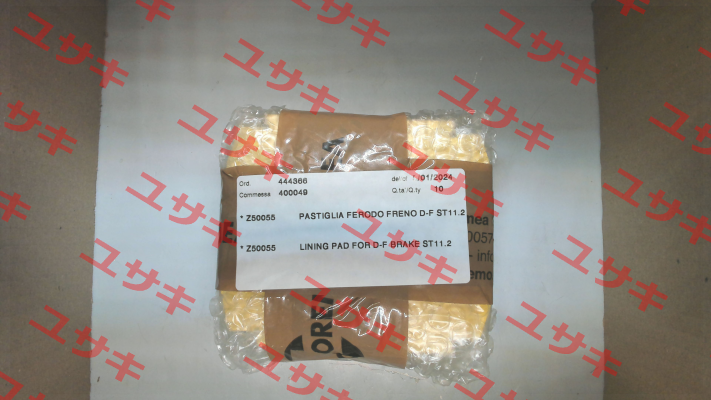 ユサキ
Ord. 444366 del/of /01/2024
Commessa 400049 Q.ta'/Q.ty 10
* Z50055 PASTIGLIA FERODO FRENO D-F ST11.2
* Z50055 LINING PAD FOR D-F BRAKE ST11.2